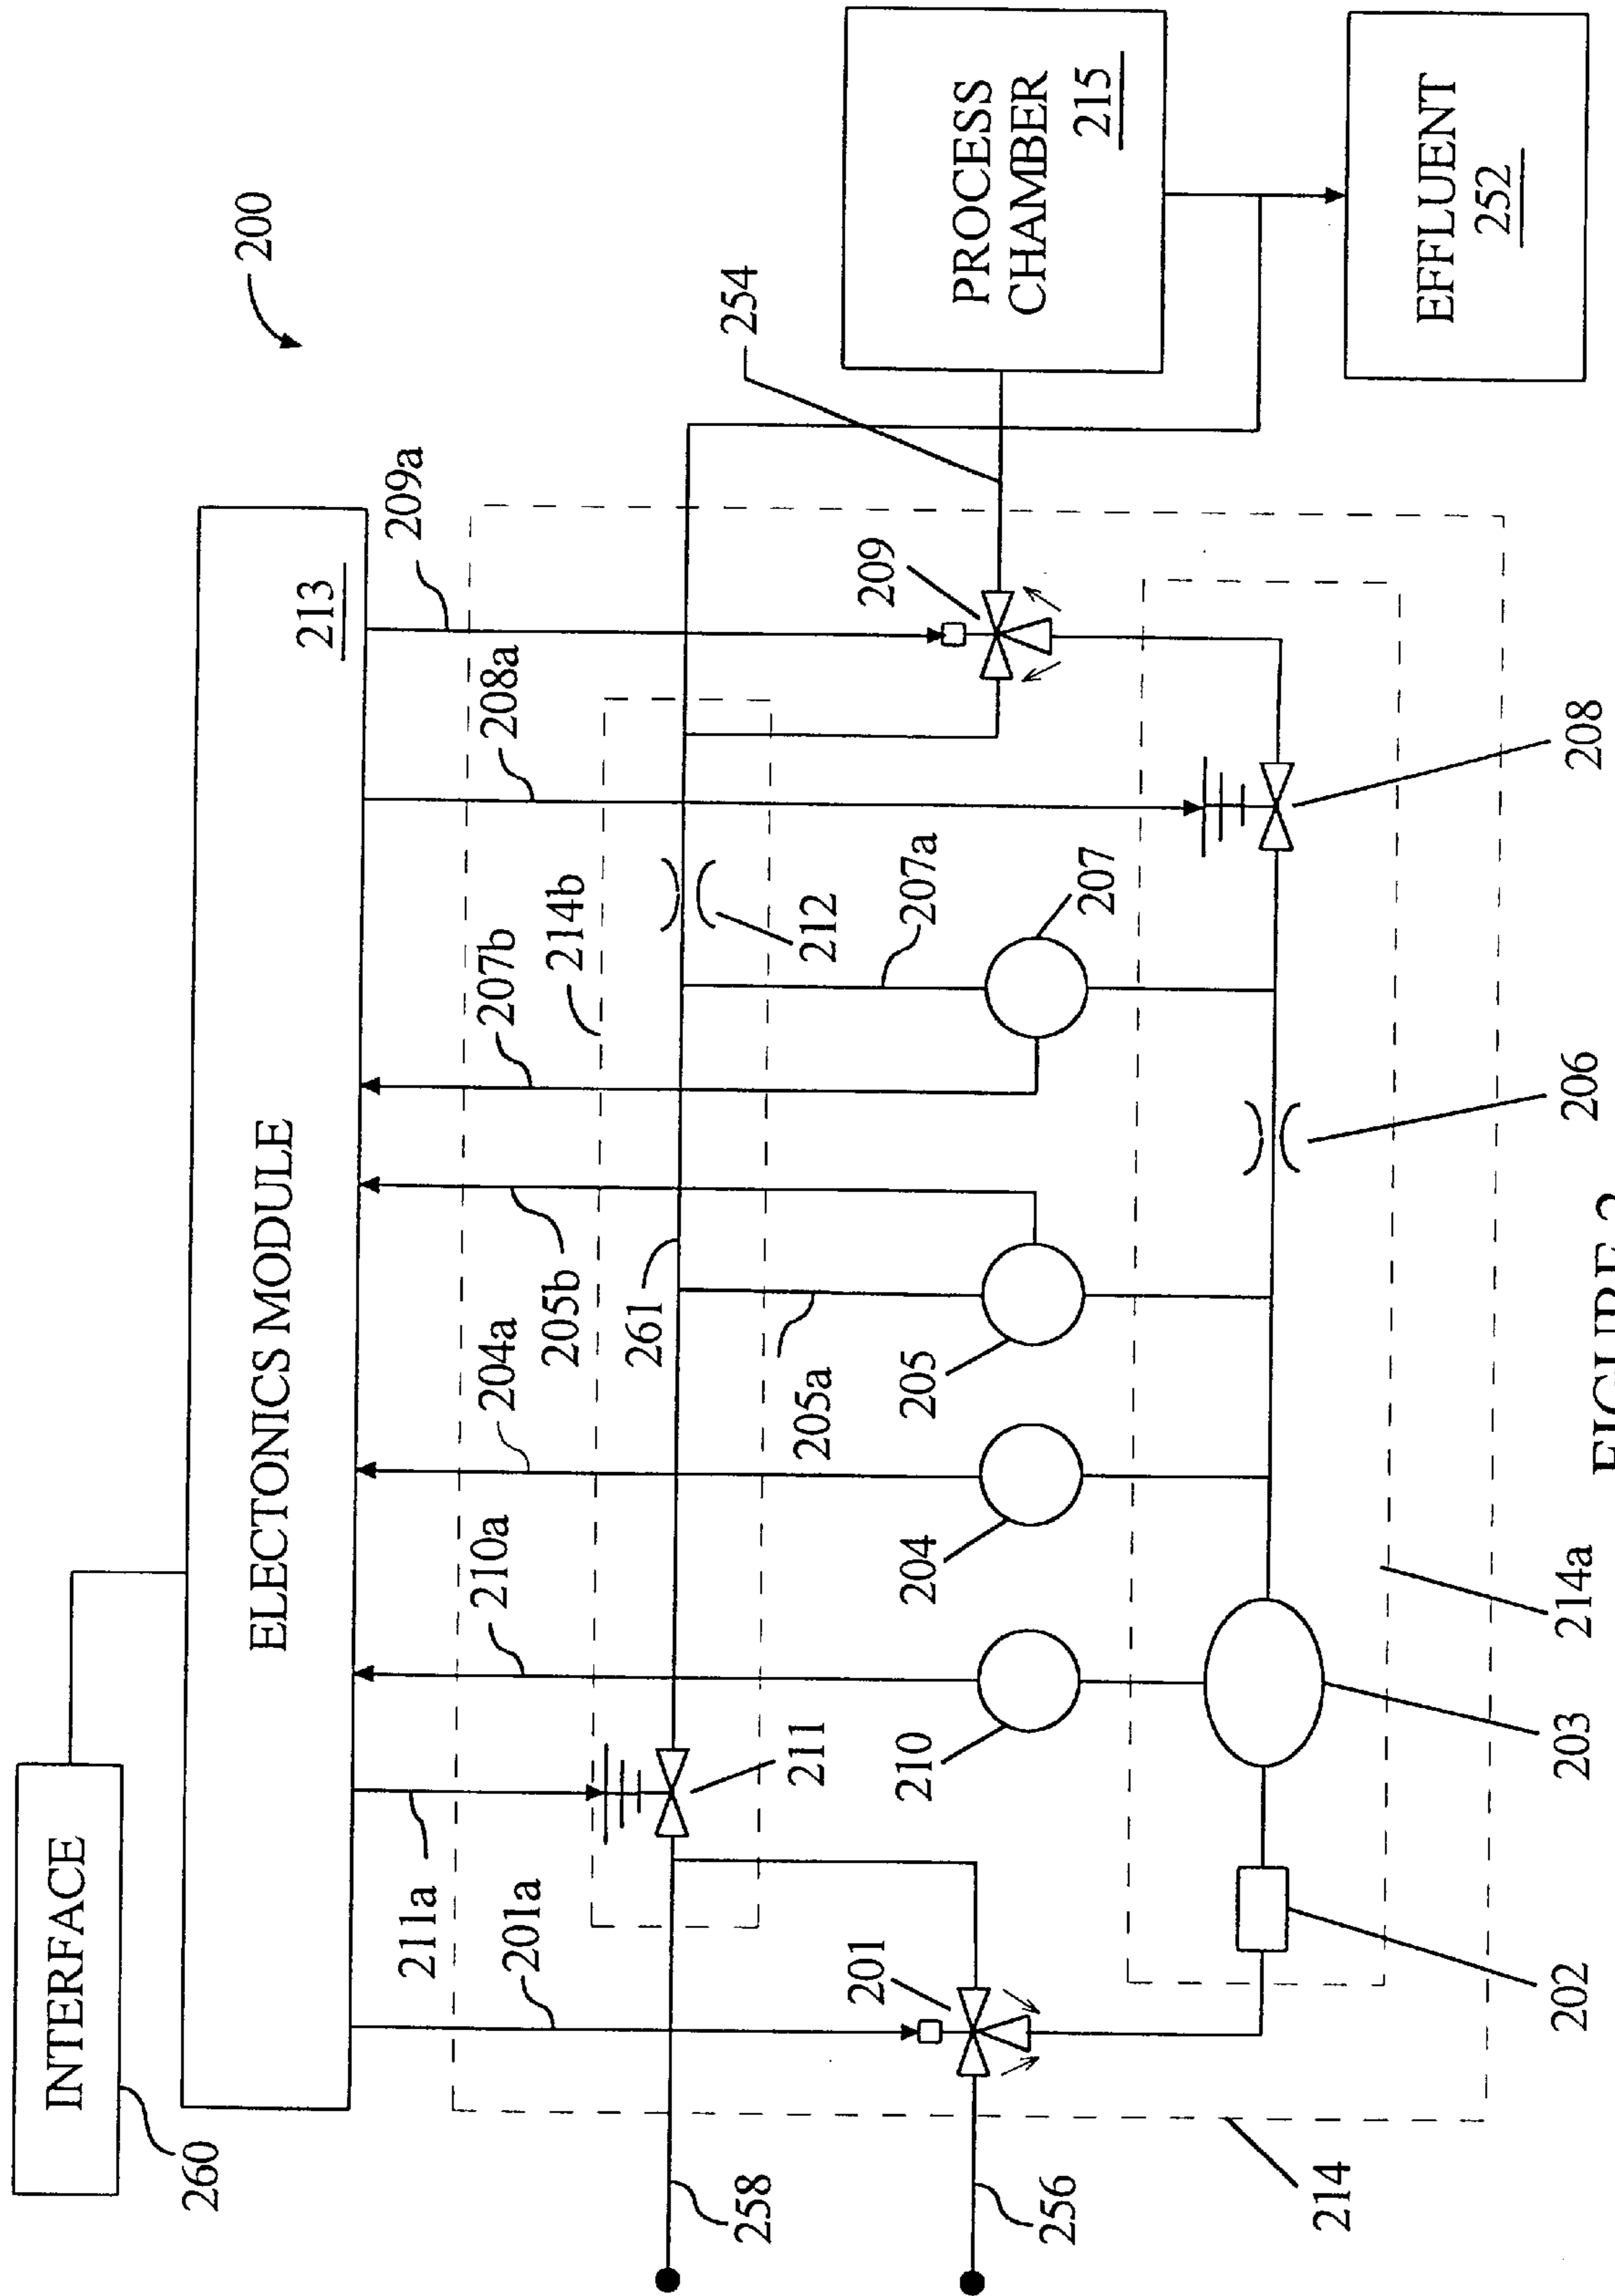 INTERFACE
260
200
ELECTONICS MODULE
213
211a
209a
210a
204a
207b
208a
201a
205b
214b
261
254
258
211
205a
212
201
209
210
204
205
207a
PROCESS
CHAMBER
215
256
207
214
EFFLUENT
252
202
203
214a
206
208
FIGURE